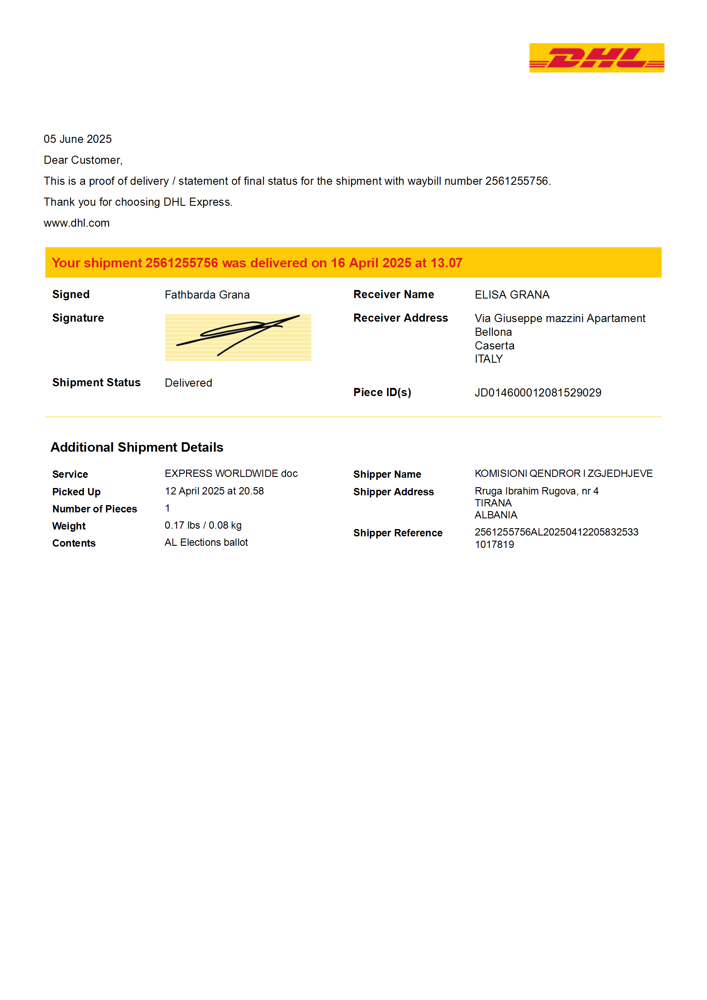 DHL
05 June 2025
Dear Customer,
This is a proof of delivery / statement of final status for the shipment with waybill number 2561255756.
Thank you for choosing DHL Express.
www.dhl.com
Your shipment 2561255756 was delivered on 16 April 2025 at 13.07
Signed Fathbarda Grana
Signature
Shipment Status Delivered
Receiver Name ELISA GRANA
Receiver Address Via Giuseppe mazzini Apartament
Bellona
Caserta
ITALY
Piece ID(s) JD014600012081529029
Additional Shipment Details
Service EXPRESS WORLDWIDE doc
Picked Up 12 April 2025 at 20.58
Number of Pieces 1
Weight 0.17 lbs / 0.08 kg
Contents AL Elections ballot
Shipper Name KOMISIONI QENDROR I ZGJEDHJEVE
Shipper Address Rruga Ibrahim Rugova, nr 4
TIRANA
ALBANIA
Shipper Reference 2561255756AL20250412205832533
1017819